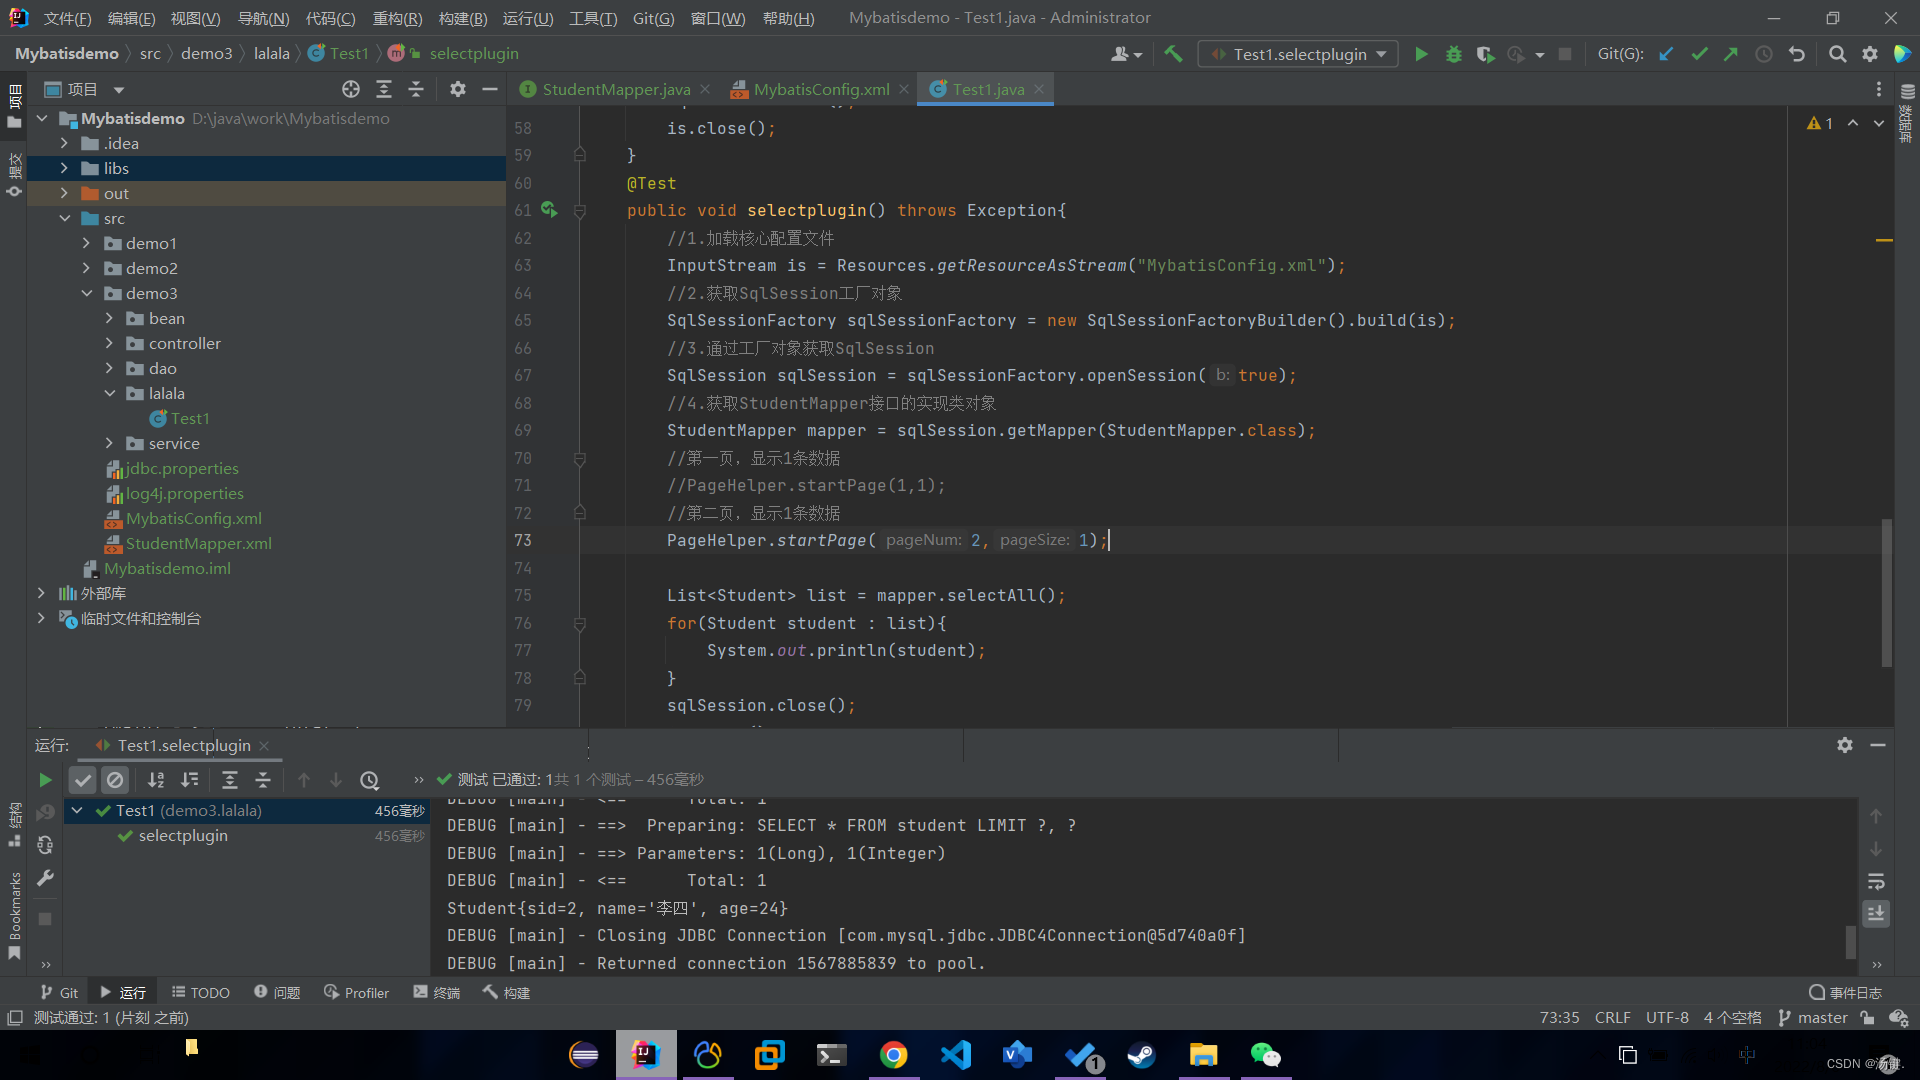 文件(F) 编辑(E) 视图(V) 导航(N) 代码(C) 重构(R) 构建(B) 运行(U) 工具(T) Git(G) 窗口(W) 帮助(H) Mybatisdemo - Test1.java - Administrator
Mybatisdemo src demo3 lalala Test1 selectplugin Test1.selectplugin Git(G):
项目
StudentMapper.java MybatisConfig.xml Test1.java
项目
提交
结构
Bookmarks
数据库
Mybatisdemo D:\java\work\Mybatisdemo
.idea
libs
out
src
demo1
demo2
demo3
bean
controller
dao
lalala
Test1
service
jdbc.properties
log4j.properties
MybatisConfig.xml
StudentMapper.xml
Mybatisdemo.iml
外部库
临时文件和控制台
1
58 is.close();
59 }
60 @Test
61 public void selectplugin() throws Exception{
62 //1.加载核心配置文件
63 InputStream is = Resources.getResourceAsStream("MybatisConfig.xml");
64 //2.获取SqlSession工厂对象
65 SqlSessionFactory sqlSessionFactory = new SqlSessionFactoryBuilder().build(is);
66 //3.通过工厂对象获取SqlSession
67 SqlSession sqlSession = sqlSessionFactory.openSession( b: true);
68 //4.获取StudentMapper接口的实现类对象
69 StudentMapper mapper = sqlSession.getMapper(StudentMapper.class);
70 //第一页，显示1条数据
71 //PageHelper.startPage(1,1);
72 //第二页，显示1条数据
73 PageHelper.startPage( pageNum: 2, pageSize: 1);
74
75 List<Student> list = mapper.selectAll();
76 for(Student student : list){
77 System.out.println(student);
78 }
79 sqlSession.close();
运行: Test1.selectplugin
测试 已通过: 1共 1 个测试 – 456毫秒
Test1 (demo3.lalala) 456毫秒
selectplugin 456毫秒
DEBUG [main] - <== Total: 1
DEBUG [main] - ==> Preparing: SELECT * FROM student LIMIT ?, ?
DEBUG [main] - ==> Parameters: 1(Long), 1(Integer)
DEBUG [main] - <== Total: 1
Student{sid=2, name='李四', age=24}
DEBUG [main] - Closing JDBC Connection [com.mysql.jdbc.JDBC4Connection@5d740a0f]
DEBUG [main] - Returned connection 1567885839 to pool.
Git 运行 TODO 问题 Profiler 终端 构建 事件日志
测试通过: 1 (片刻 之前) 73:35 CRLF UTF-8 4 个空格 master
1
中
CSDN @汤键.